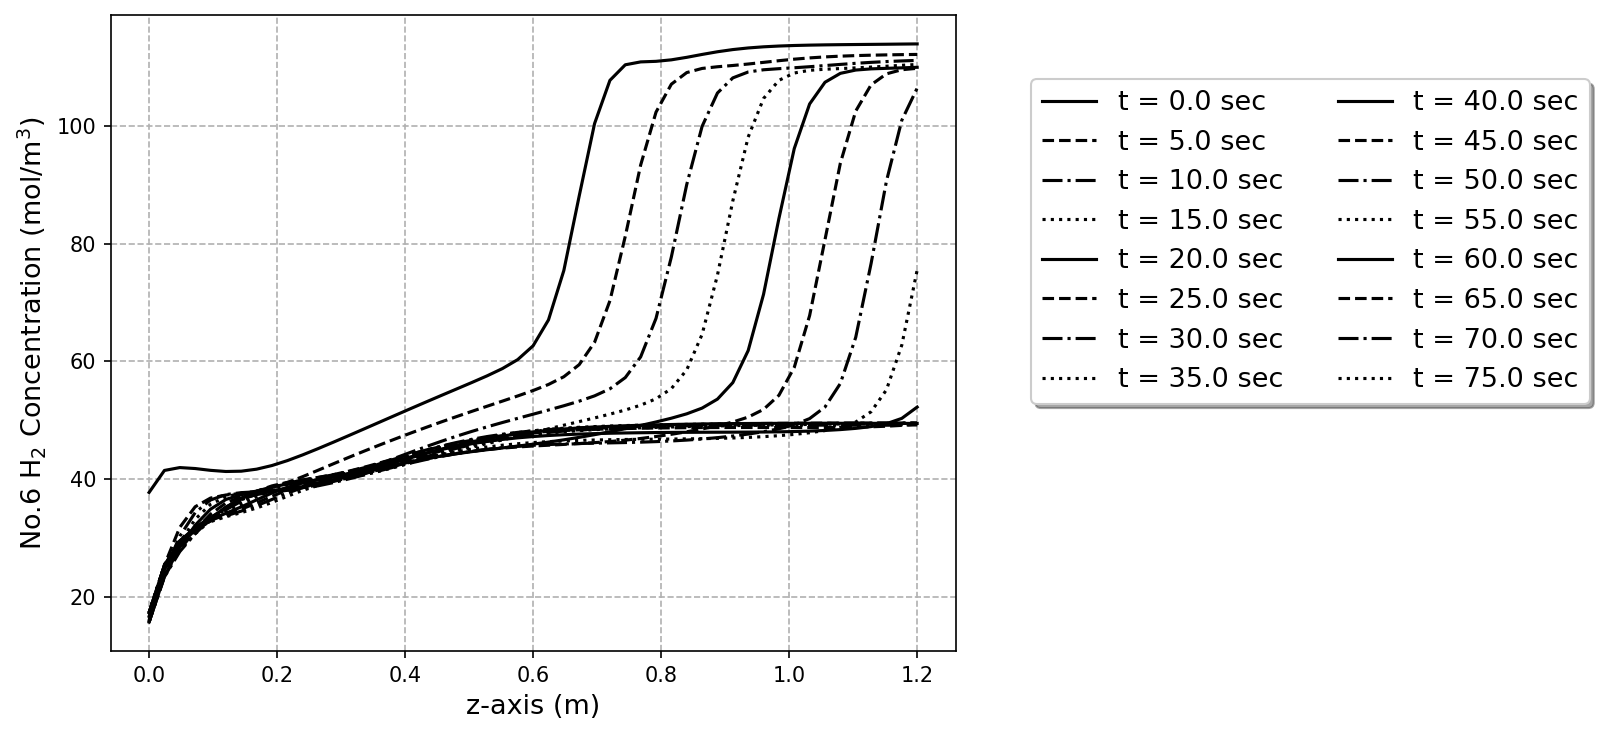 No.6 H₂ Concentration (mol/m³)
100
80
60
40
20
0.0 0.2 0.4 0.6 0.8 1.0 1.2
z-axis (m)
t = 0.0 sec
t = 5.0 sec
t = 10.0 sec
t = 15.0 sec
t = 20.0 sec
t = 25.0 sec
t = 30.0 sec
t = 35.0 sec
t = 40.0 sec
t = 45.0 sec
t = 50.0 sec
t = 55.0 sec
t = 60.0 sec
t = 65.0 sec
t = 70.0 sec
t = 75.0 sec